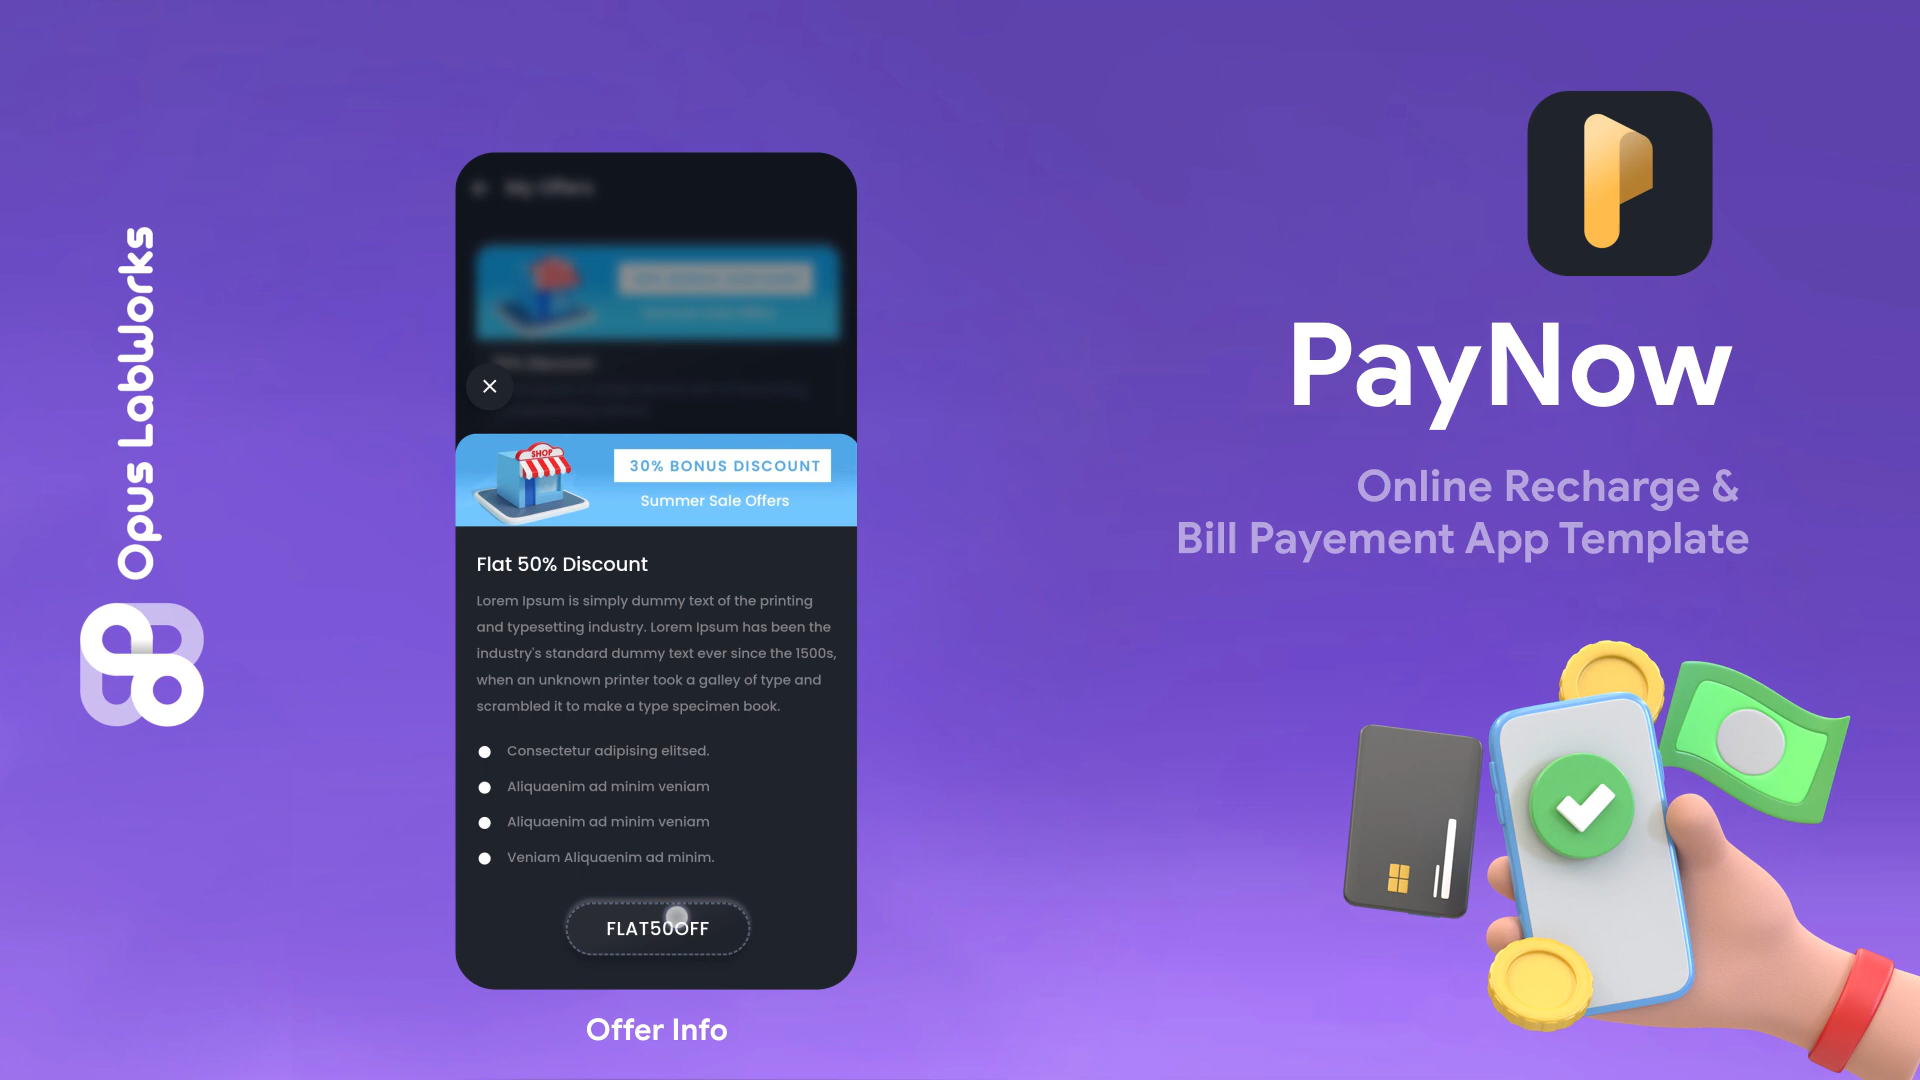 Opus LabWorks
My Offers
SHOP
30% BONUS DISCOUNT
Summer Sale Offers
Flat 50% Discount
Lorem Ipsum is simply dummy text of the printing
and typesetting industry. Lorem Ipsum has been the
industry's standard dummy text ever since the 1500s,
when an unknown printer took a galley of type and
scrambled it to make a type specimen book.
Consectetur adipising elitsed.
Aliquaenim ad minim veniam
Aliquaenim ad minim veniam
Veniam Aliquaenim ad minim.
FLAT50OFF
Offer Info
PayNow
Online Recharge &
Bill Payement App Template